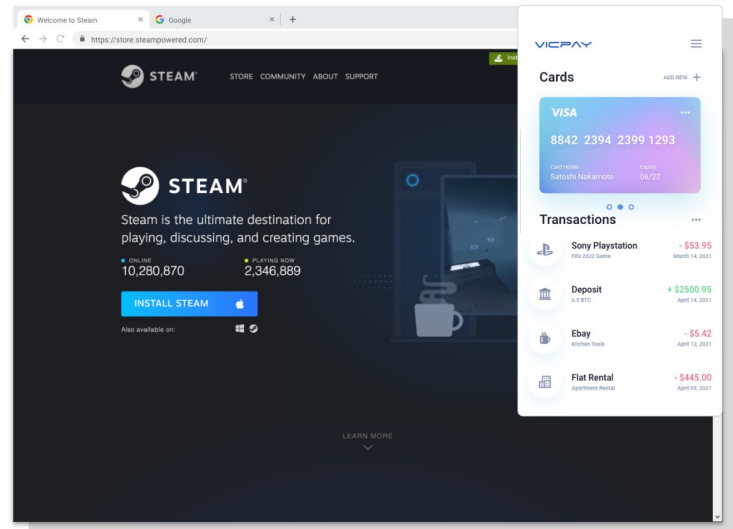 Welcome to Steam
Google
https://store.steampowered.com/
STEAM®
STORE COMMUNITY ABOUT SUPPORT
STEAM®
Steam is the ultimate destination for
playing, discussing, and creating games.
ONLINE
10,280,870
PLAYING NOW
2,346,889
INSTALL STEAM
Also available on:
LEARN MORE
VICPAY
Cards
ADD NEW +
VISA
8842 2394 2399 1293
Card Holder
Satoshi Nakamoto
Expiriy
06/22
Transactions
Sony Playstation
- $53.95
Fifa 2022 Game
March 14, 2021
Deposit
+ $2500.95
0.9 BTC
April 14, 2021
Ebay
- $5.42
Kitchen Tools
April 12, 2021
Flat Rental
- $445.00
Apartment Rental
April 09, 2021